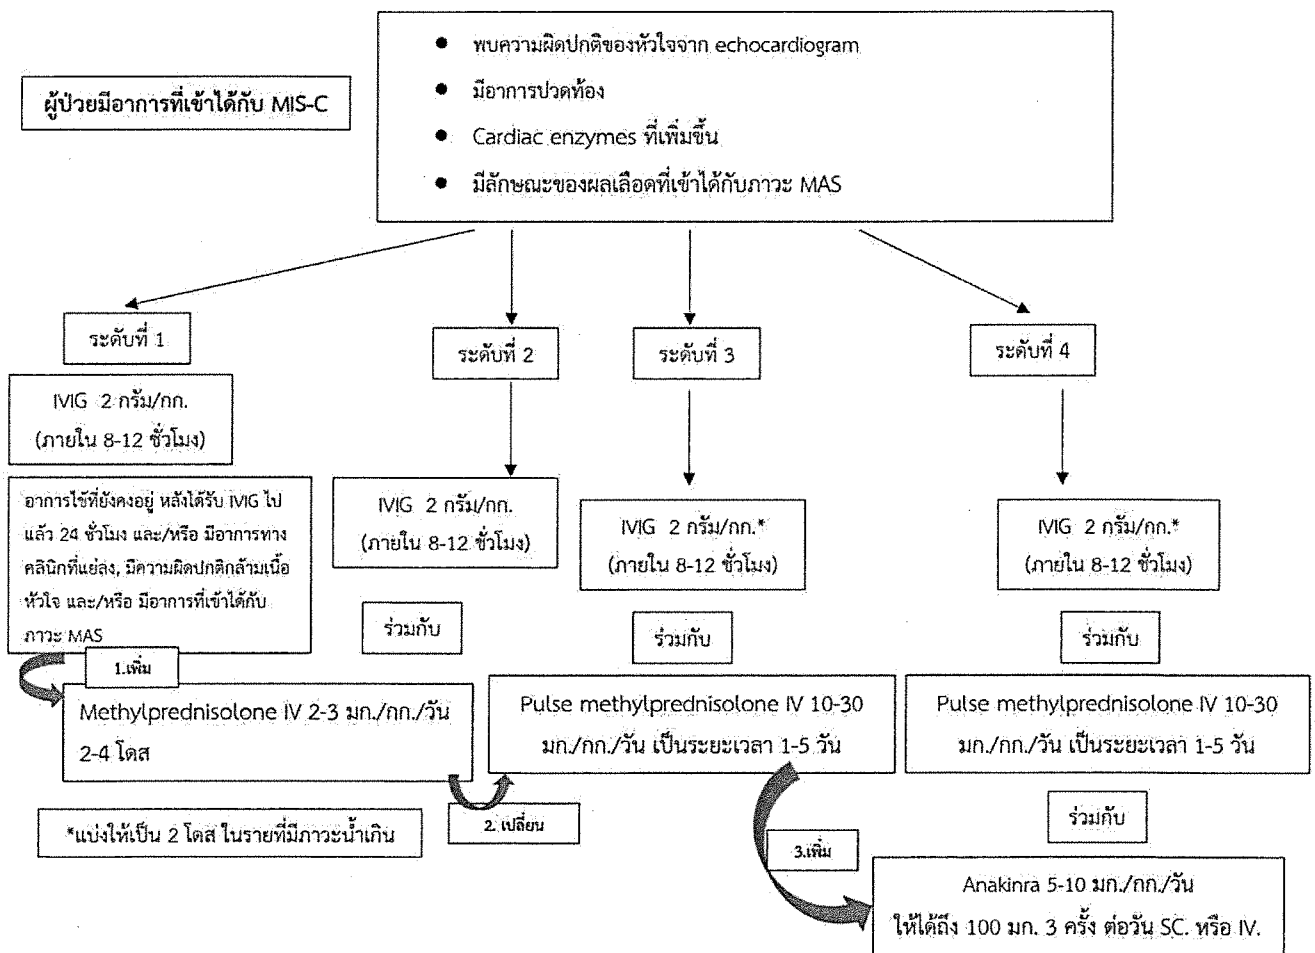 ผู้ป่วยมีอาการที่เข้าได้กับ MIS-C
● พบความผิดปกติของหัวใจจาก echocardiogram
● มีอาการปวดท้อง
● Cardiac enzymes ที่เพิ่มขึ้น
● มีลักษณะของผลเลือดที่เข้าได้กับภาวะ MAS
ระดับที่ 1
IVIG 2 กรัม/กก.
(ภายใน 8-12 ชั่วโมง)
อาการไข้ที่ยังคงอยู่ หลังได้รับ IVIG ไป
แล้ว 24 ชั่วโมง และ/หรือ มีอาการทาง
คลินิกที่แย่ลง, มีความผิดปกติกล้ามเนื้อ
หัวใจ และ/หรือ มีอาการที่เข้าได้กับ
ภาวะ MAS
1.เพิ่ม
ระดับที่ 2
IVIG 2 กรัม/กก.
(ภายใน 8-12 ชั่วโมง)
ร่วมกับ
Methylprednisolone IV 2-3 มก./กก./วัน
2-4 โดส
2. เปลี่ยน
ระดับที่ 3
IVIG 2 กรัม/กก.*
(ภายใน 8-12 ชั่วโมง)
ร่วมกับ
Pulse methylprednisolone IV 10-30
มก./กก./วัน เป็นระยะเวลา 1-5 วัน
3.เพิ่ม
ระดับที่ 4
IVIG 2 กรัม/กก.*
(ภายใน 8-12 ชั่วโมง)
ร่วมกับ
Pulse methylprednisolone IV 10-30
มก./กก./วัน เป็นระยะเวลา 1-5 วัน
ร่วมกับ
Anakinra 5-10 มก./กก./วัน
ให้ได้ถึง 100 มก. 3 ครั้ง ต่อวัน SC. หรือ IV.
*แบ่งให้เป็น 2 โดส ในรายที่มีภาวะน้ำเกิน